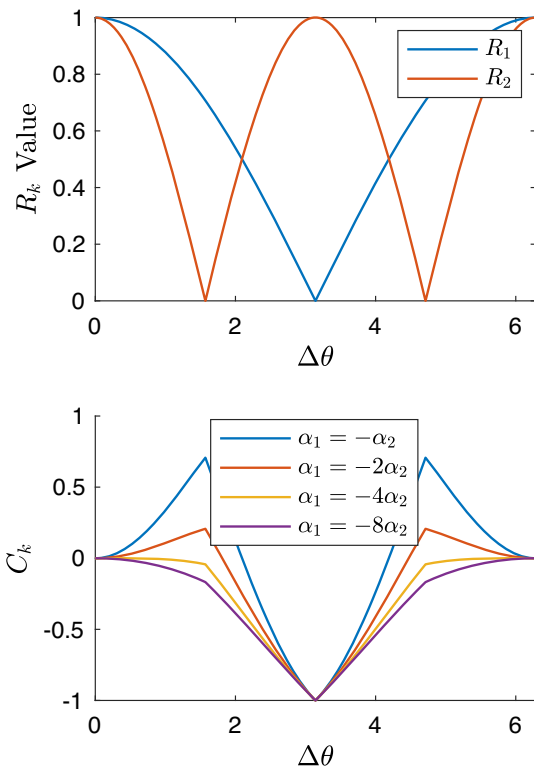 1
0.8
0.6
0.4
0.2
0
R_k Value
R_1
R_2
0 2 4 6
Δθ
1
0.5
0
-0.5
-1
C_k
α_1 = −α_2
α_1 = −2α_2
α_1 = −4α_2
α_1 = −8α_2
0 2 4 6
Δθ